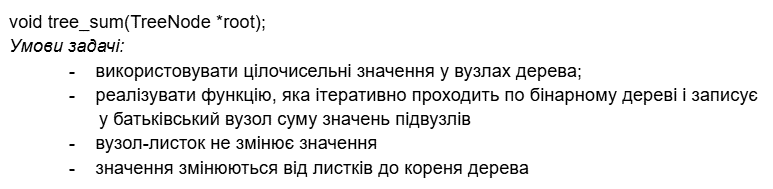 void tree_sum(TreeNode *root);
Умови задачі:
- використовувати цілочисельні значення у вузлах дерева;
- реалізувати функцію, яка ітеративно проходить по бінарному дереві і записує
у батьківський вузол суму значень підвузлів
- вузол-листок не змінює значення
- значення змінюються від листків до кореня дерева